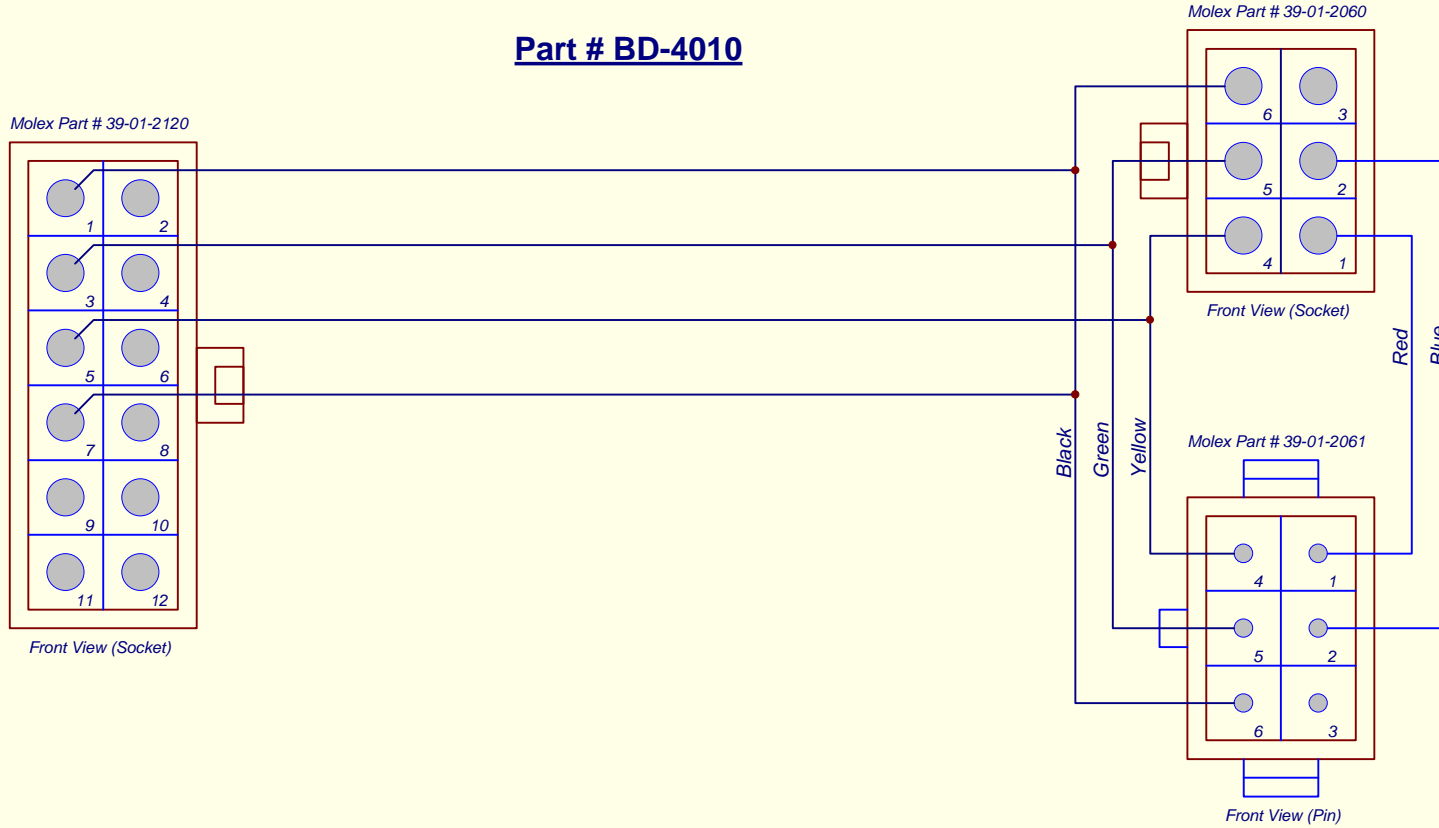 Molex Part # 39-01-2060
Part # BD-4010
Molex Part # 39-01-2120
6 3
5 2
4 1
Front View (Socket)
1 2
3 4
5 6
7 8
9 10
11 12
Front View (Socket)
Black
Green
Yellow
Red
Blue
Molex Part # 39-01-2061
4 1
5 2
6 3
Front View (Pin)